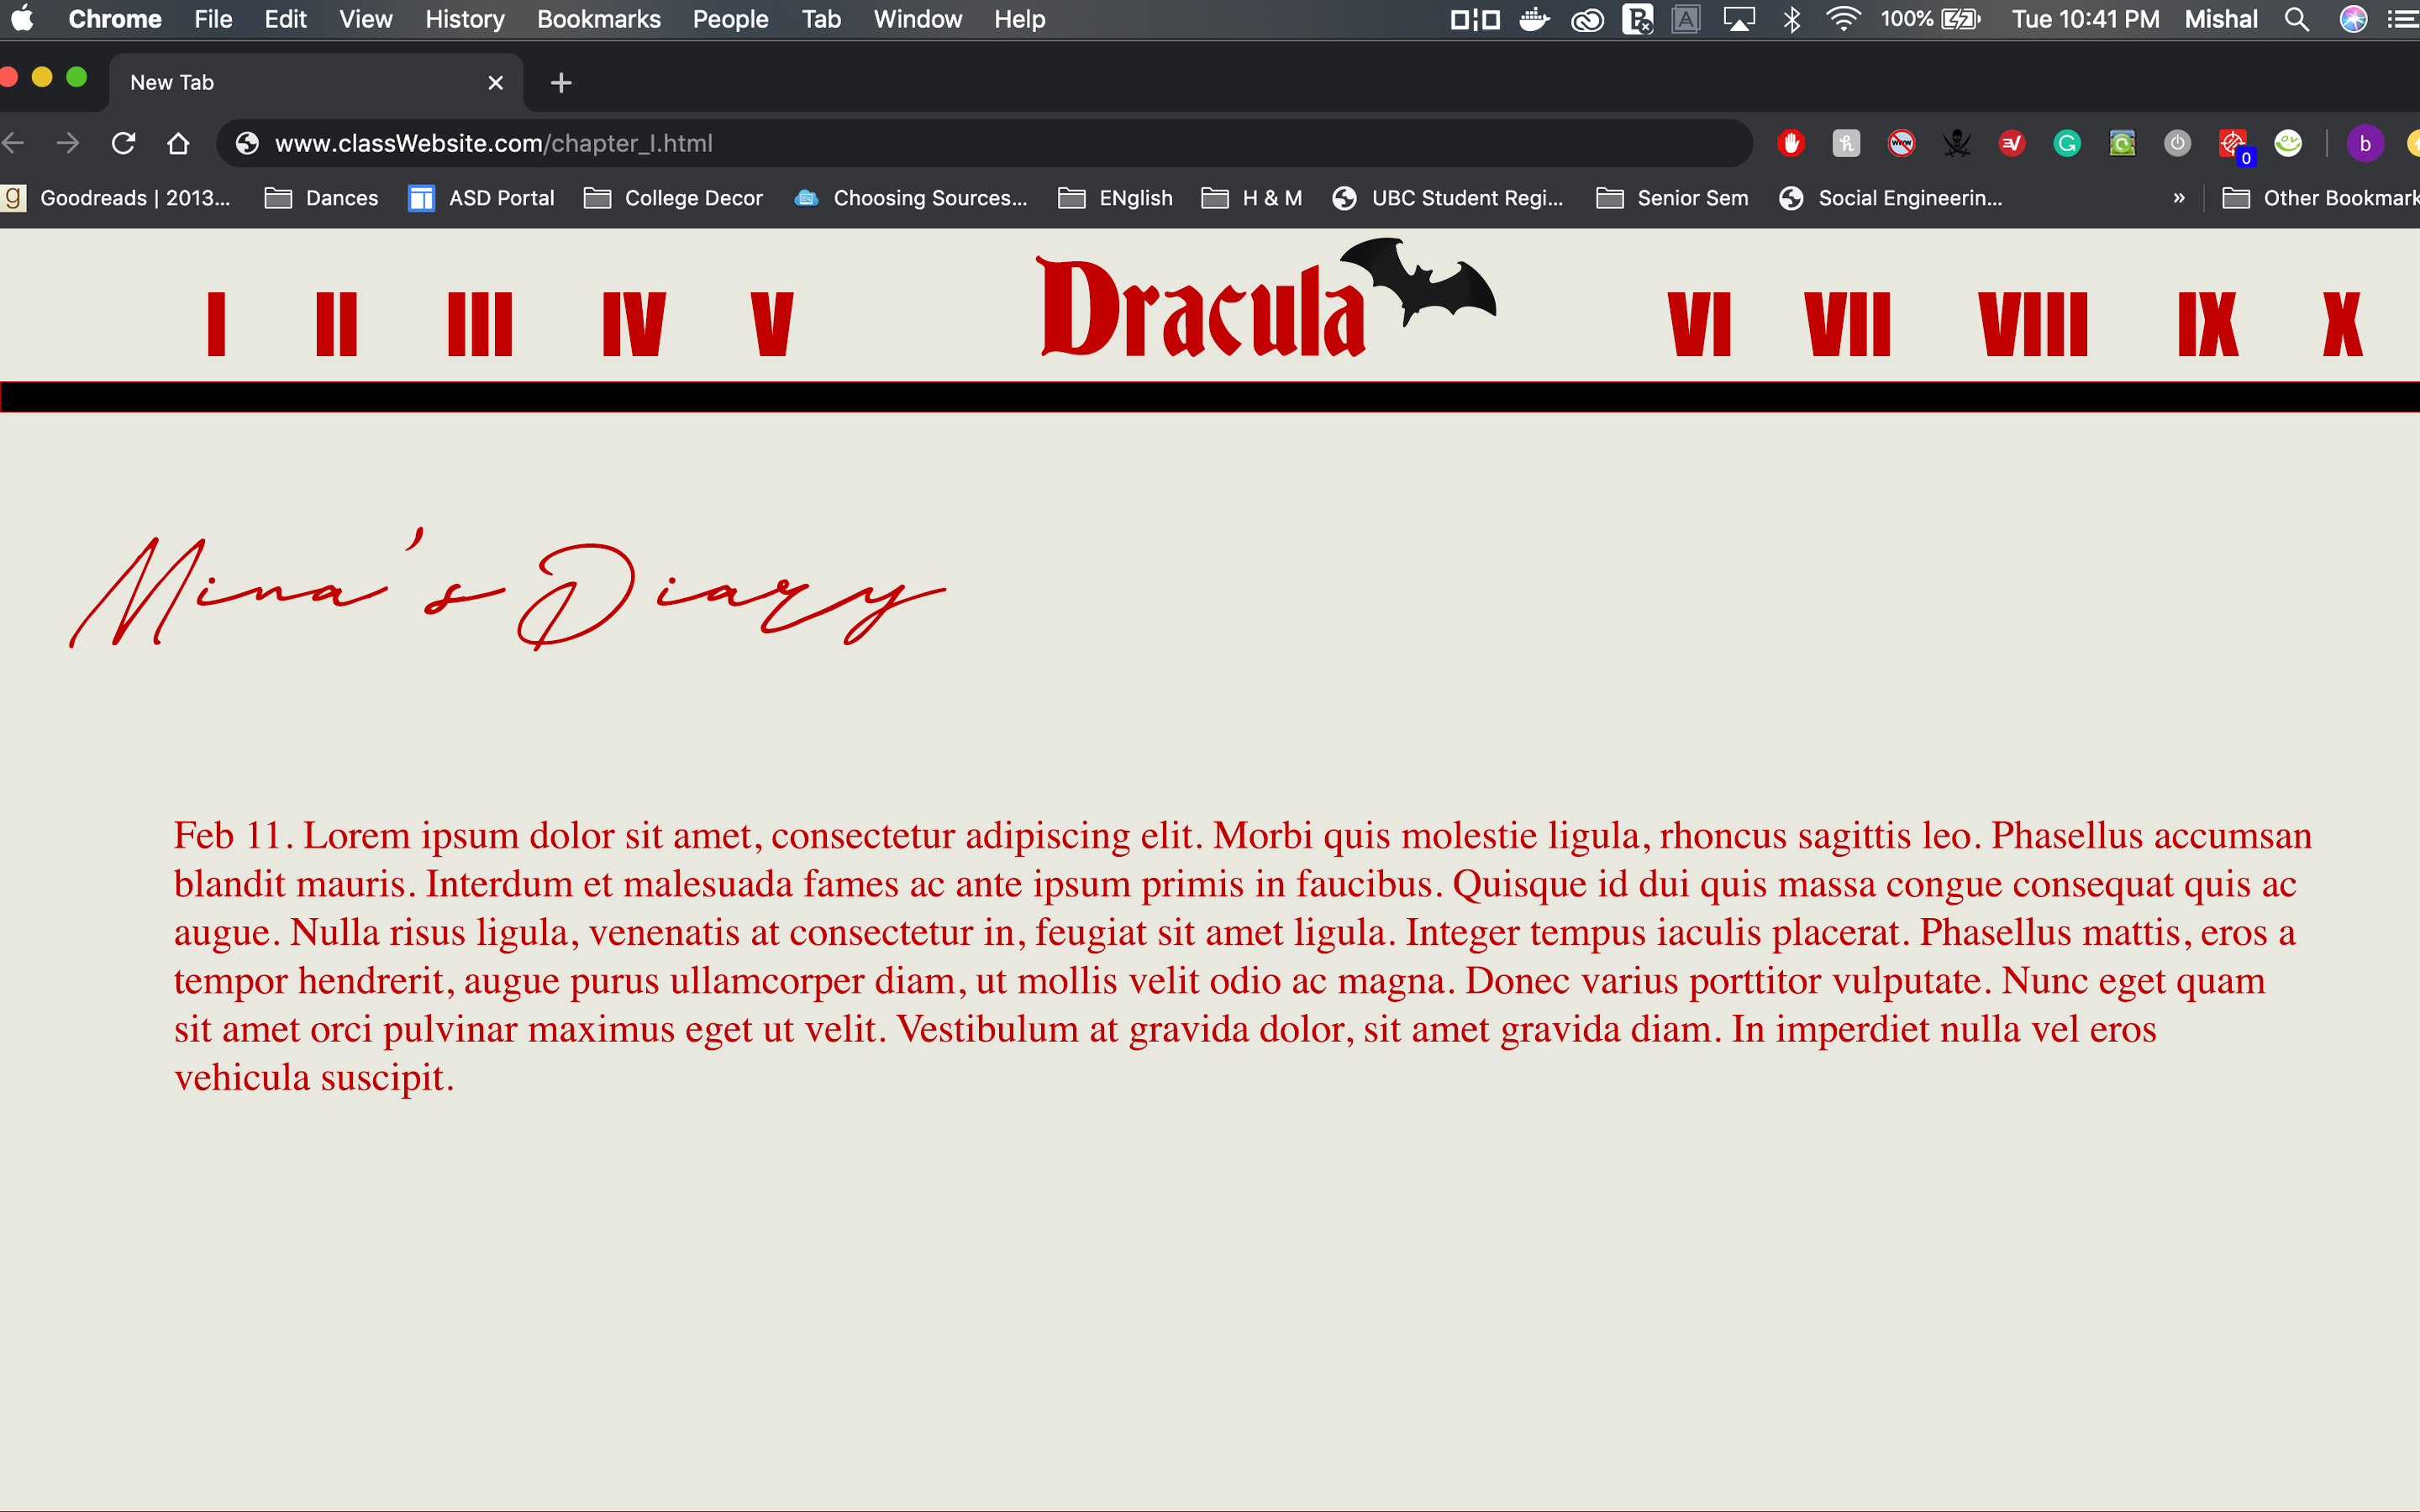 Chrome File Edit View History Bookmarks People Tab Window Help 100% Tue 10:41 PM Mishal
New Tab
www.classWebsite.com/chapter_I.html
Goodreads | 2013... Dances ASD Portal College Decor Choosing Sources... ENglish H & M UBC Student Regi... Senior Sem Social Engineerin... » Other Bookmark
I II III IV V Dracula VI VII VIII IX X
Mina's Diary
Feb 11. Lorem ipsum dolor sit amet, consectetur adipiscing elit. Morbi quis molestie ligula, rhoncus sagittis leo. Phasellus accumsan
blandit mauris. Interdum et malesuada fames ac ante ipsum primis in faucibus. Quisque id dui quis massa congue consequat quis ac
augue. Nulla risus ligula, venenatis at consectetur in, feugiat sit amet ligula. Integer tempus iaculis placerat. Phasellus mattis, eros a
tempor hendrerit, augue purus ullamcorper diam, ut mollis velit odio ac magna. Donec varius porttitor vulputate. Nunc eget quam
sit amet orci pulvinar maximus eget ut velit. Vestibulum at gravida dolor, sit amet gravida diam. In imperdiet nulla vel eros
vehicula suscipit.